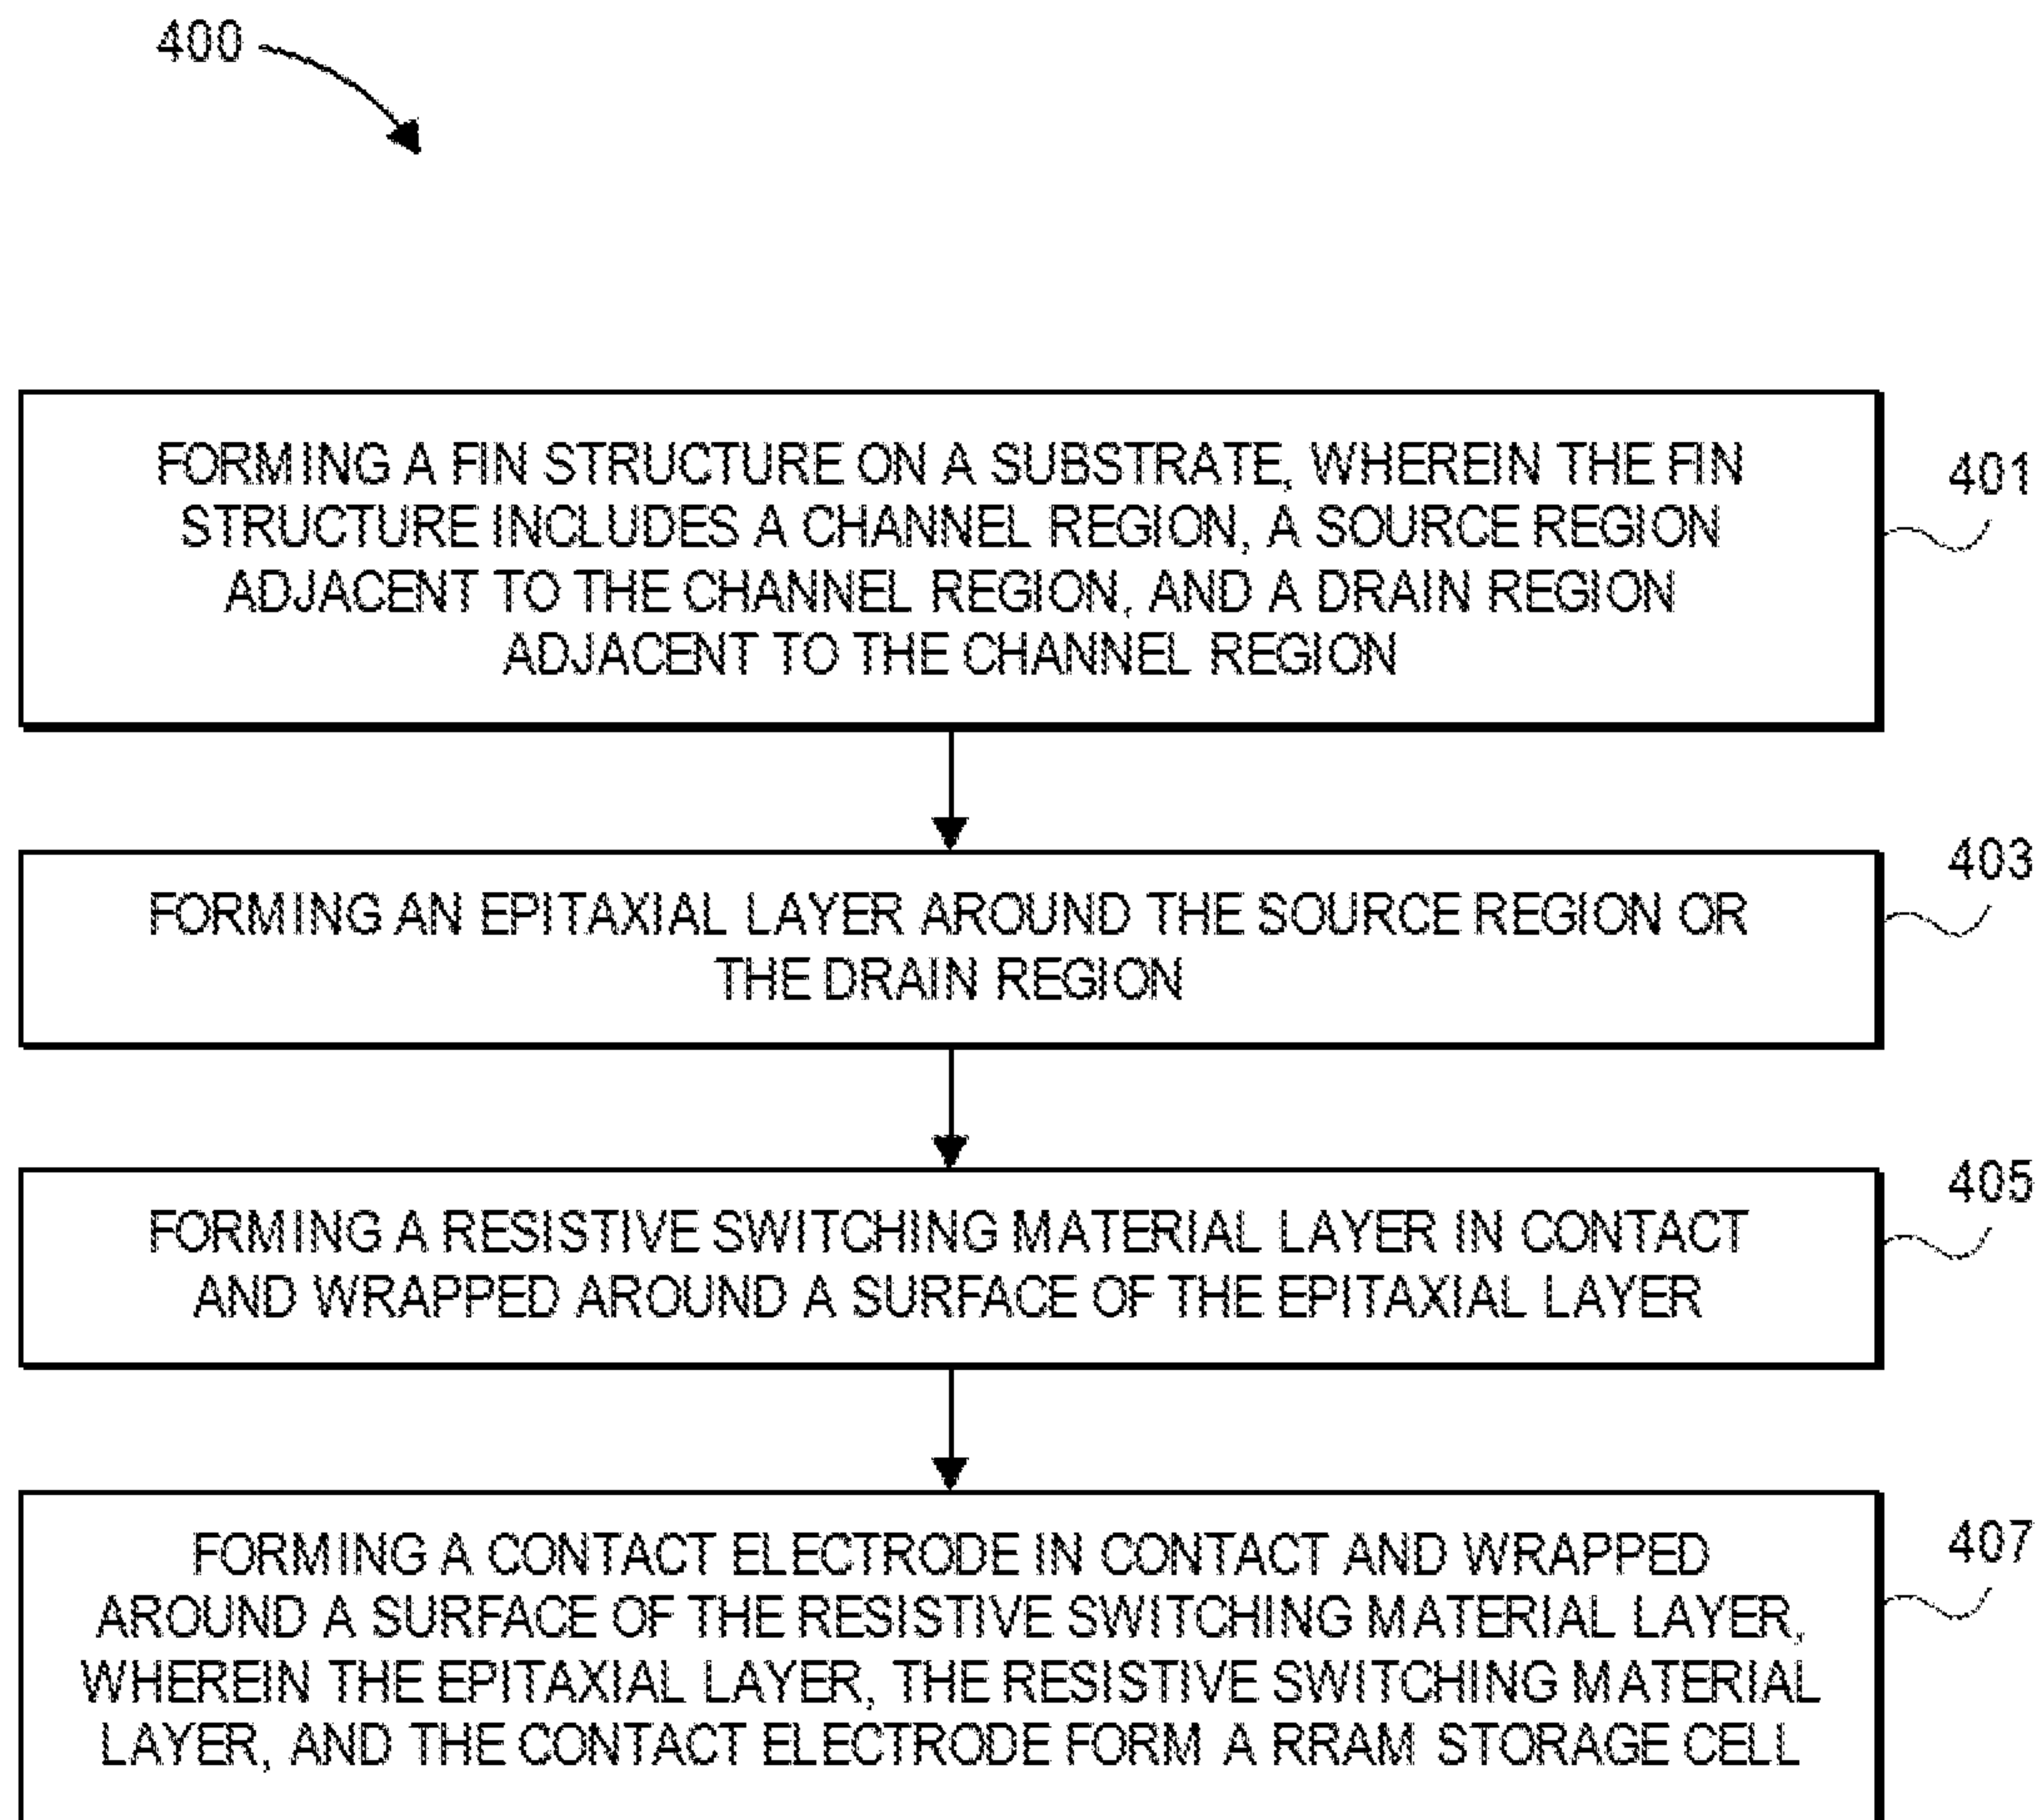 400
FORMING A FIN STRUCTURE ON A SUBSTRATE, WHEREIN THE FIN
STRUCTURE INCLUDES A CHANNEL REGION, A SOURCE REGION
ADJACENT TO THE CHANNEL REGION, AND A DRAIN REGION
ADJACENT TO THE CHANNEL REGION
401
FORMING AN EPITAXIAL LAYER AROUND THE SOURCE REGION OR
THE DRAIN REGION
403
FORMING A RESISTIVE SWITCHING MATERIAL LAYER IN CONTACT
AND WRAPPED AROUND A SURFACE OF THE EPITAXIAL LAYER
405
FORMING A CONTACT ELECTRODE IN CONTACT AND WRAPPED
AROUND A SURFACE OF THE RESISTIVE SWITCHING MATERIAL LAYER,
WHEREIN THE EPITAXIAL LAYER, THE RESISTIVE SWITCHING MATERIAL
LAYER, AND THE CONTACT ELECTRODE FORM A RRAM STORAGE CELL
407